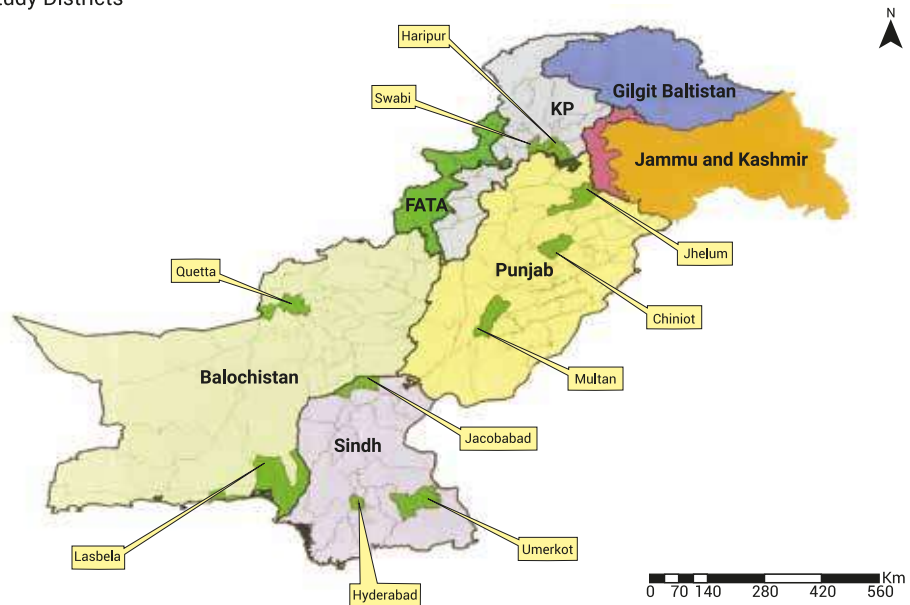 N
Haripur
Gilgit Baltistan
KP
Swabi
Jammu and Kashmir
FATA
Jhelum
Punjab
Quetta
Chiniot
Balochistan
Multan
Jacobabad
Sindh
Lasbela
Umerkot
Hyderabad
Km
0 70 140 280 420 560